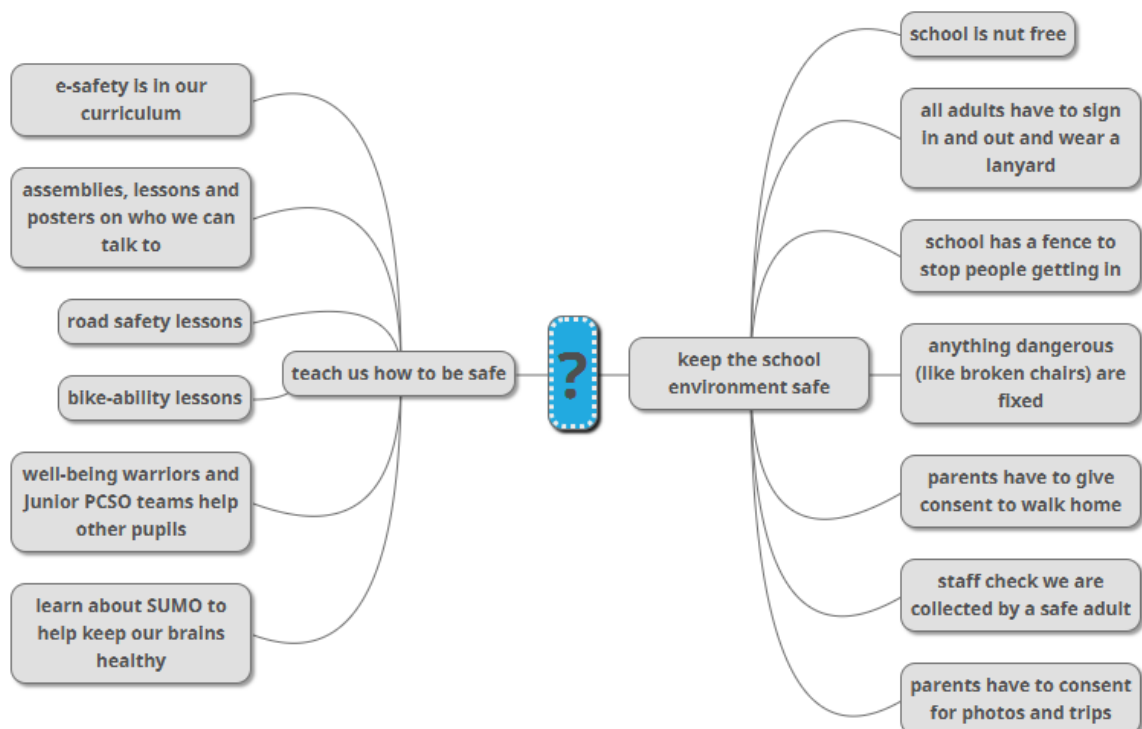 e-safety is in our
curriculum
assemblies, lessons and
posters on who we can
talk to
road safety lessons
bike-ability lessons
well-being warriors and
Junior PCSO teams help
other pupils
learn about SUMO to
help keep our brains
healthy
teach us how to be safe
?
keep the school
environment safe
school is nut free
all adults have to sign
in and out and wear a
lanyard
school has a fence to
stop people getting in
anything dangerous
(like broken chairs) are
fixed
parents have to give
consent to walk home
staff check we are
collected by a safe adult
parents have to consent
for photos and trips